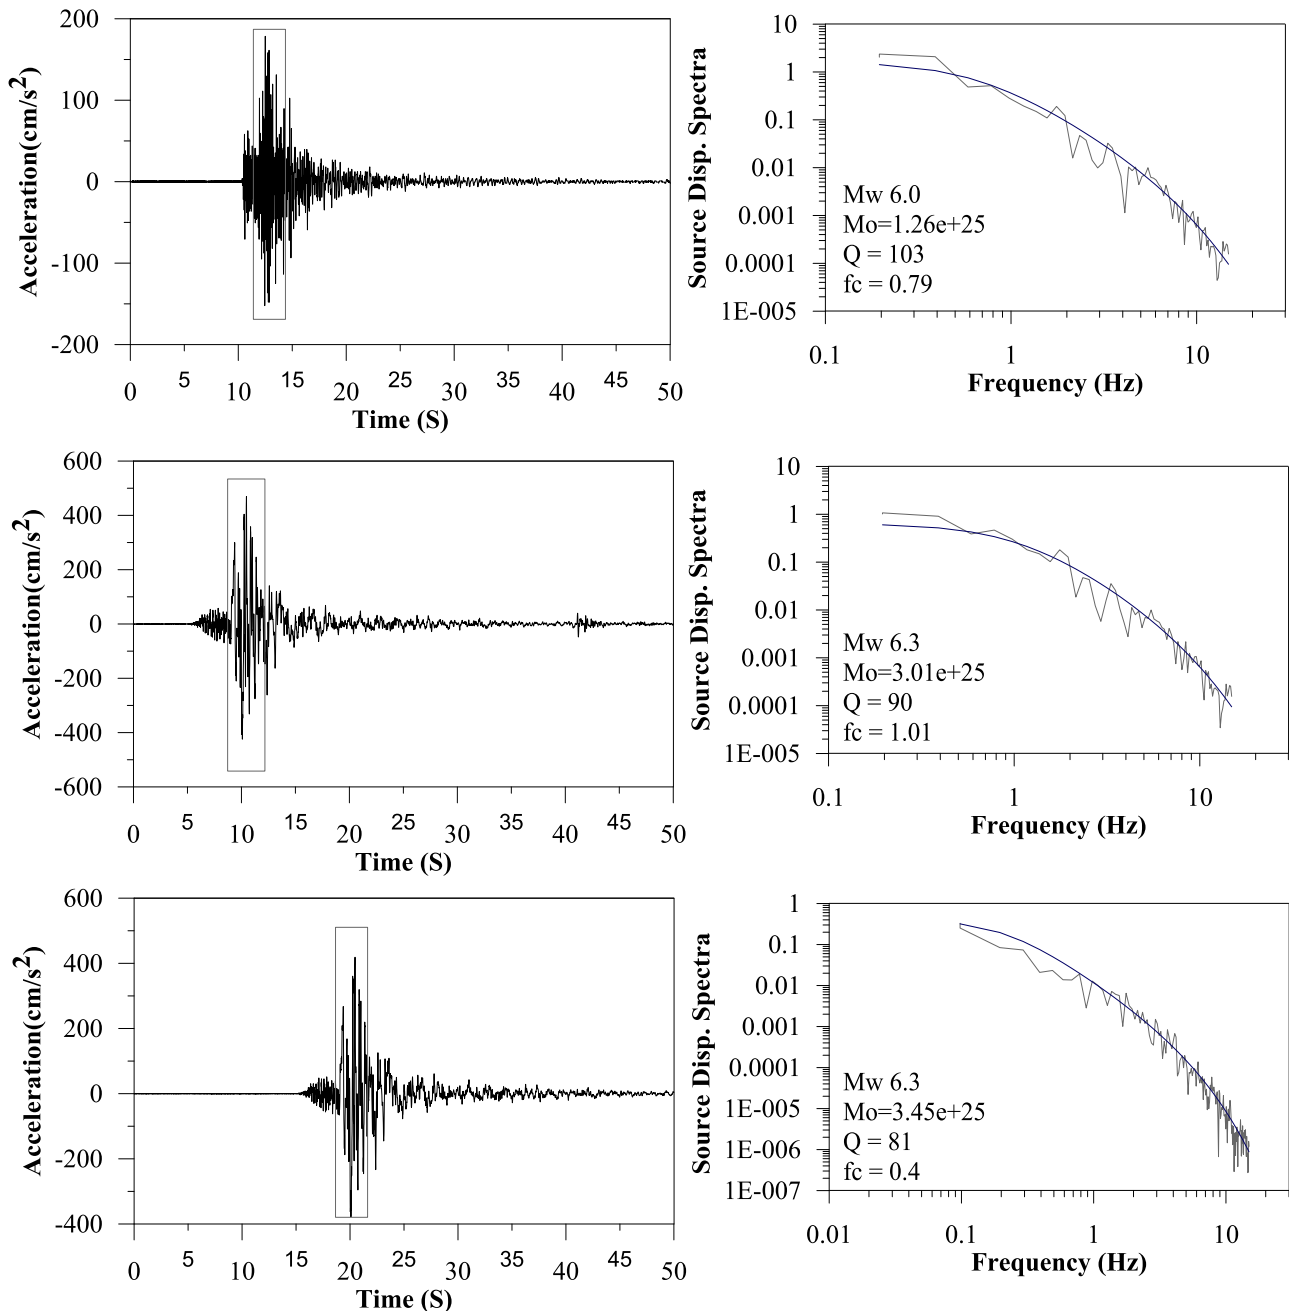 200
100
0
-100
-200
Acceleration(cm/s2)
0 5 10 15 20 25 30 35 40 45 50
Time (S)
10
1
0.1
0.01
0.001
0.0001
1E-005
Source Disp. Spectra
Mw 6.0
Mo=1.26e+25
Q = 103
fc = 0.79
0.1 1 10
Frequency (Hz)
600
400
200
0
-200
-400
-600
Acceleration(cm/s2)
0 5 10 15 20 25 30 35 40 45 50
Time (S)
10
1
0.1
0.01
0.001
0.0001
1E-005
Source Disp. Spectra
Mw 6.3
Mo=3.01e+25
Q = 90
fc = 1.01
0.1 1 10
Frequency (Hz)
600
400
200
0
-200
-400
Acceleration(cm/s2)
0 5 10 15 20 25 30 35 40 45 50
Time (S)
1
0.1
0.01
0.001
0.0001
1E-005
1E-006
1E-007
Source Disp. Spectra
Mw 6.3
Mo=3.45e+25
Q = 81
fc = 0.4
0.01 0.1 1 10
Frequency (Hz)